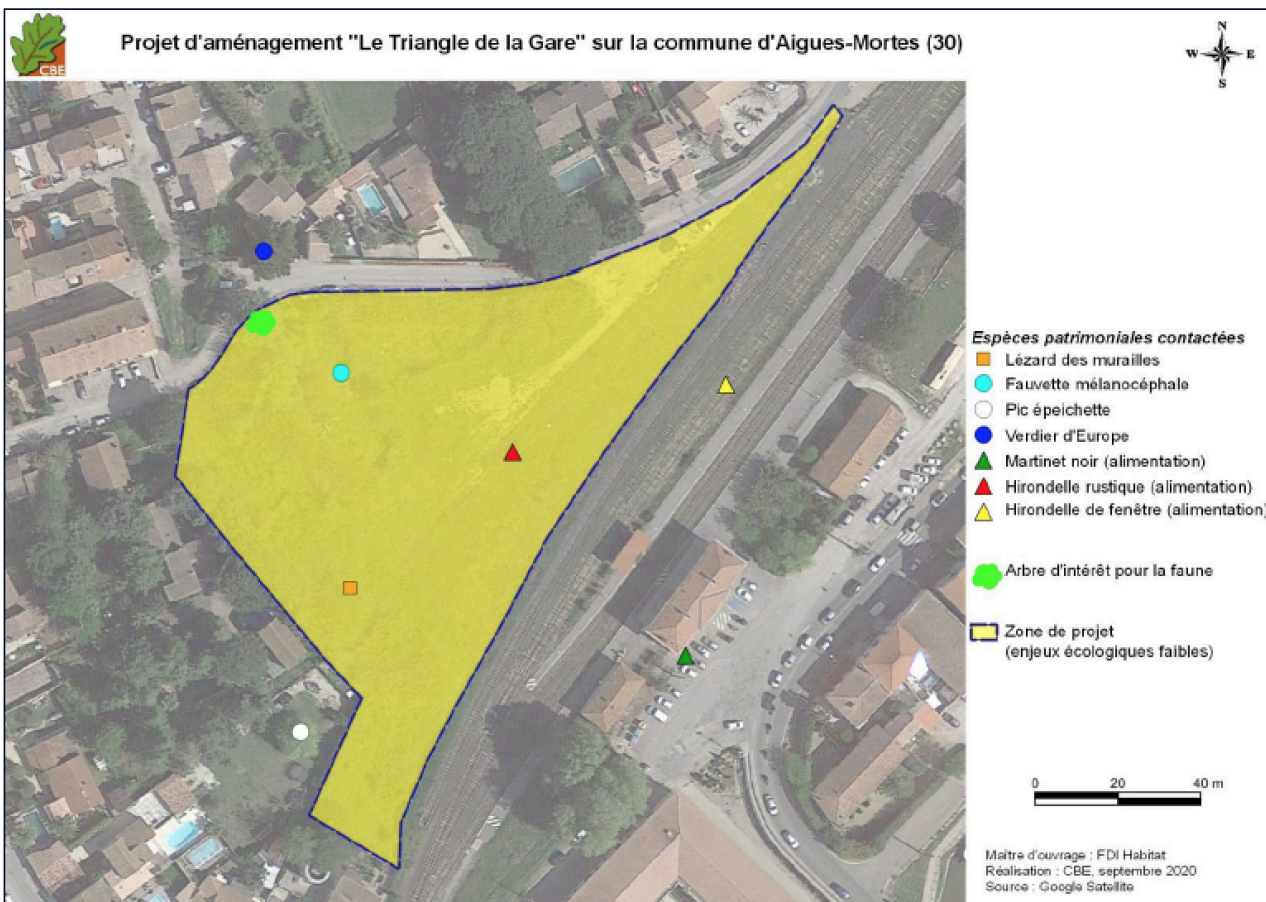 CBE
Projet d'aménagement "Le Triangle de la Gare" sur la commune d'Aigues-Mortes (30)
N
W E
S
Espèces patrimoniales contactées
Lézard des murailles
Fauvette mélanocéphale
Pic épeichette
Verdier d'Europe
Martinet noir (alimentation)
Hirondelle rustique (alimentation)
Hirondelle de fenêtre (alimentation)
Arbre d'intérêt pour la faune
Zone de projet
(enjeux écologiques faibles)
0 20 40 m
Maître d'ouvrage : FDI Habitat
Réalisation : CBE, septembre 2020
Source : Google Satellite